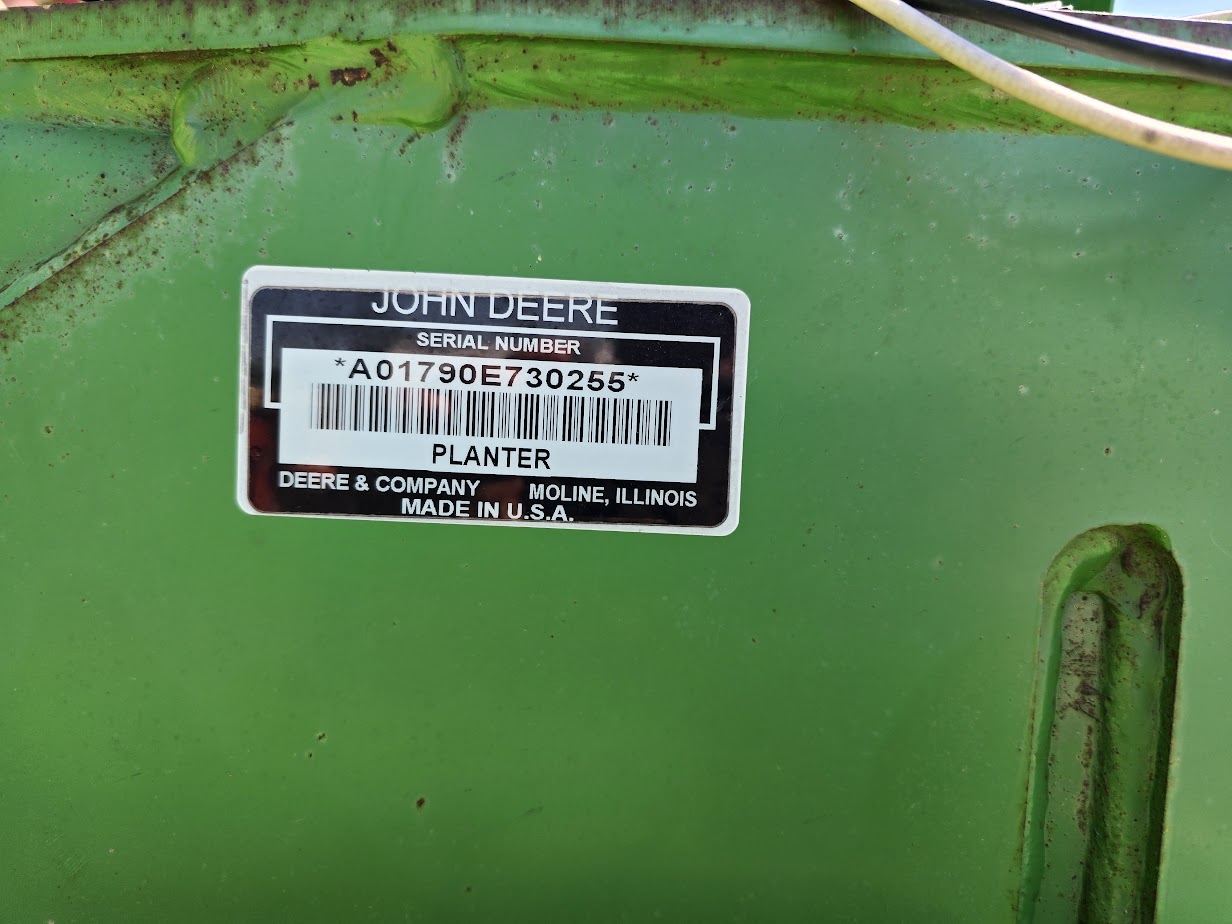 JOHN DEERE
SERIAL NUMBER
*A01790E730255*
PLANTER
DEERE & COMPANY MOLINE, ILLINOIS
MADE IN U.S.A.